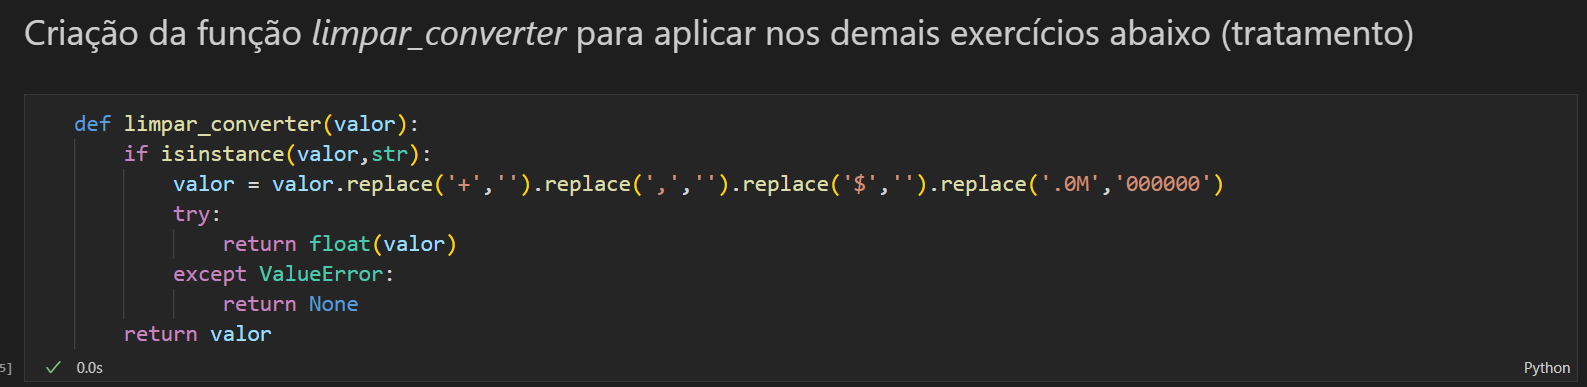 Criação da função limpar_converter para aplicar nos demais exercícios abaixo (tratamento)
def limpar_converter(valor):
    if isinstance(valor,str):
        valor = valor.replace('+','').replace(',','').replace('$','').replace('.0M','000000')
        try:
            return float(valor)
        except ValueError:
            return None
    return valor
5]
0.0s
Python